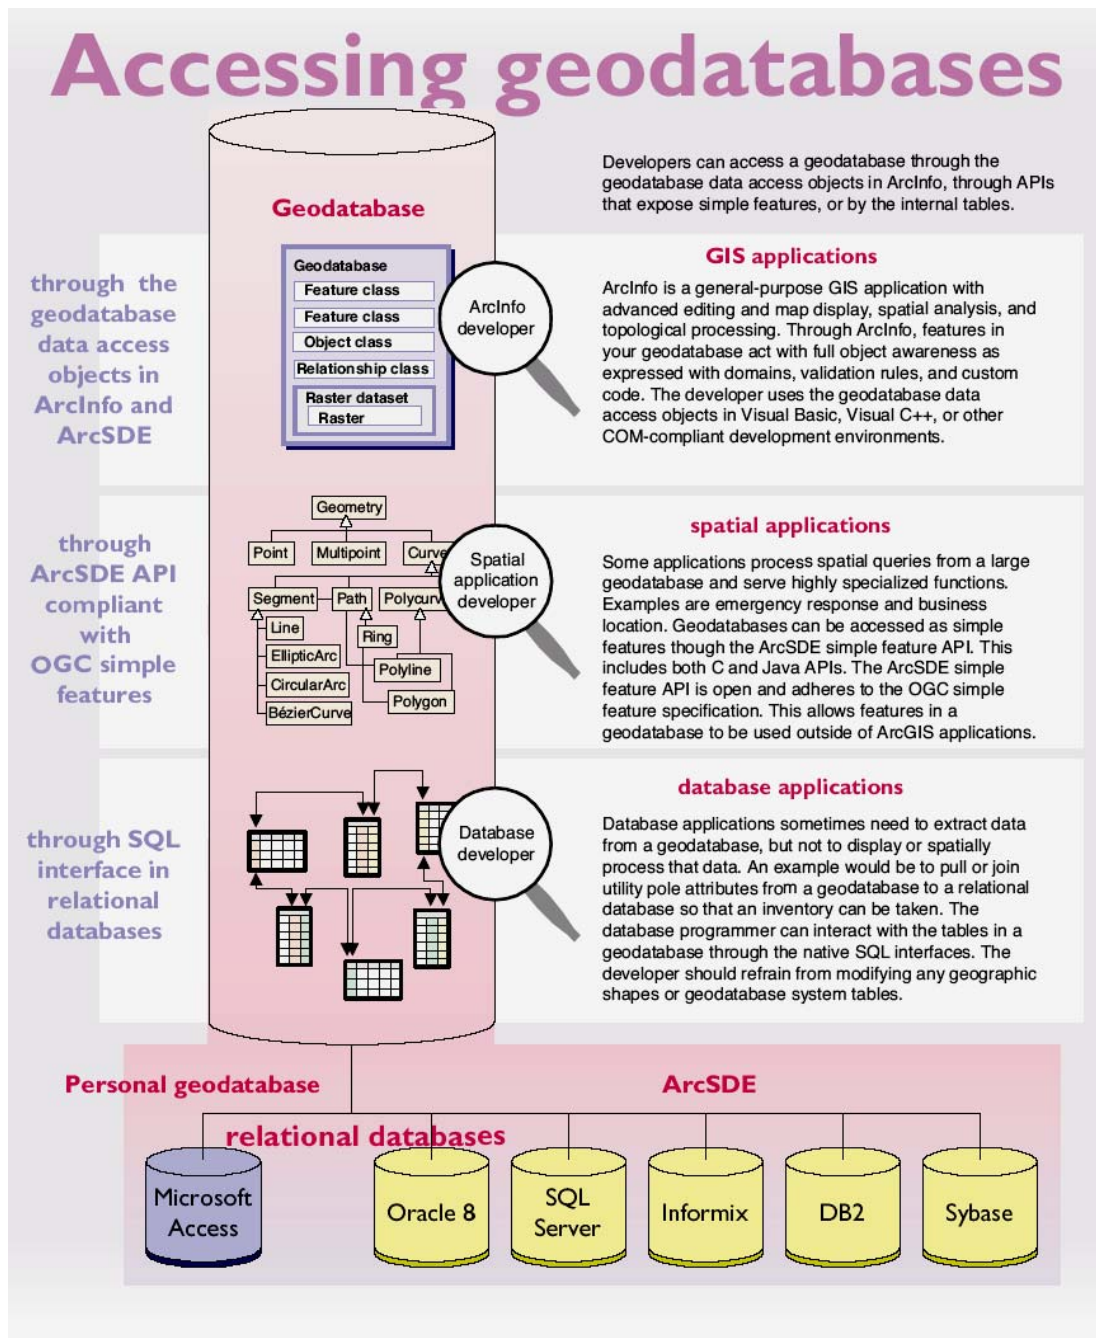 Accessing geodatabases
Developers can access a geodatabase through the
geodatabase data access objects in ArcInfo, through APIs
that expose simple features, or by the internal tables.
Geodatabase
through the
geodatabase
data access
objects in
ArcInfo and
ArcSDE
Geodatabase
Feature class
Feature class
Object class
Relationship class
Raster dataset
Raster
ArcInfo
developer
GIS applications
ArcInfo is a general-purpose GIS application with
advanced editing and map display, spatial analysis, and
topological processing. Through ArcInfo, features in
your geodatabase act with full object awareness as
expressed with domains, validation rules, and custom
code. The developer uses the geodatabase data
access objects in Visual Basic, Visual C++, or other
COM-compliant development environments.
through
ArcSDE API
compliant
with
OGC simple
features
Geometry
Point
Multipoint
Curve
Segment
Path
Polycurv
Line
Ring
EllipticArc
Polyline
CircularArc
Polygon
BézierCurve
Spatial
application
developer
spatial applications
Some applications process spatial queries from a large
geodatabase and serve highly specialized functions.
Examples are emergency response and business
location. Geodatabases can be accessed as simple
features though the ArcSDE simple feature API. This
includes both C and Java APIs. The ArcSDE simple
feature API is open and adheres to the OGC simple
feature specification. This allows features in a
geodatabase to be used outside of ArcGIS applications.
through SQL
interface in
relational
databases
Database
developer
database applications
Database applications sometimes need to extract data
from a geodatabase, but not to display or spatially
process that data. An example would be to pull or join
utility pole attributes from a geodatabase to a relational
database so that an inventory can be taken. The
database programmer can interact with the tables in a
geodatabase through the native SQL interfaces. The
developer should refrain from modifying any geographic
shapes or geodatabase system tables.
Personal geodatabase
ArcSDE
relational databases
Microsoft
Access
Oracle 8
SQL
Server
Informix
DB2
Sybase